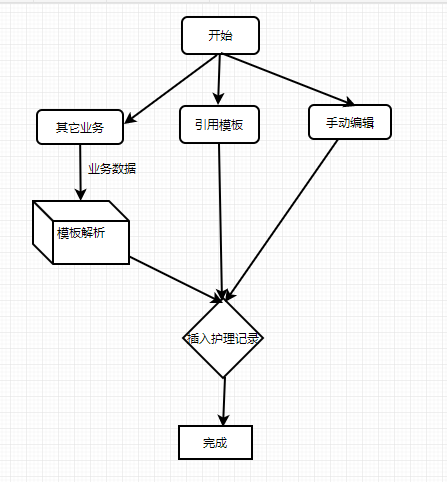 开始
其它业务
引用模板
手动编辑
业务数据
模板解析
插入护理记录
完成